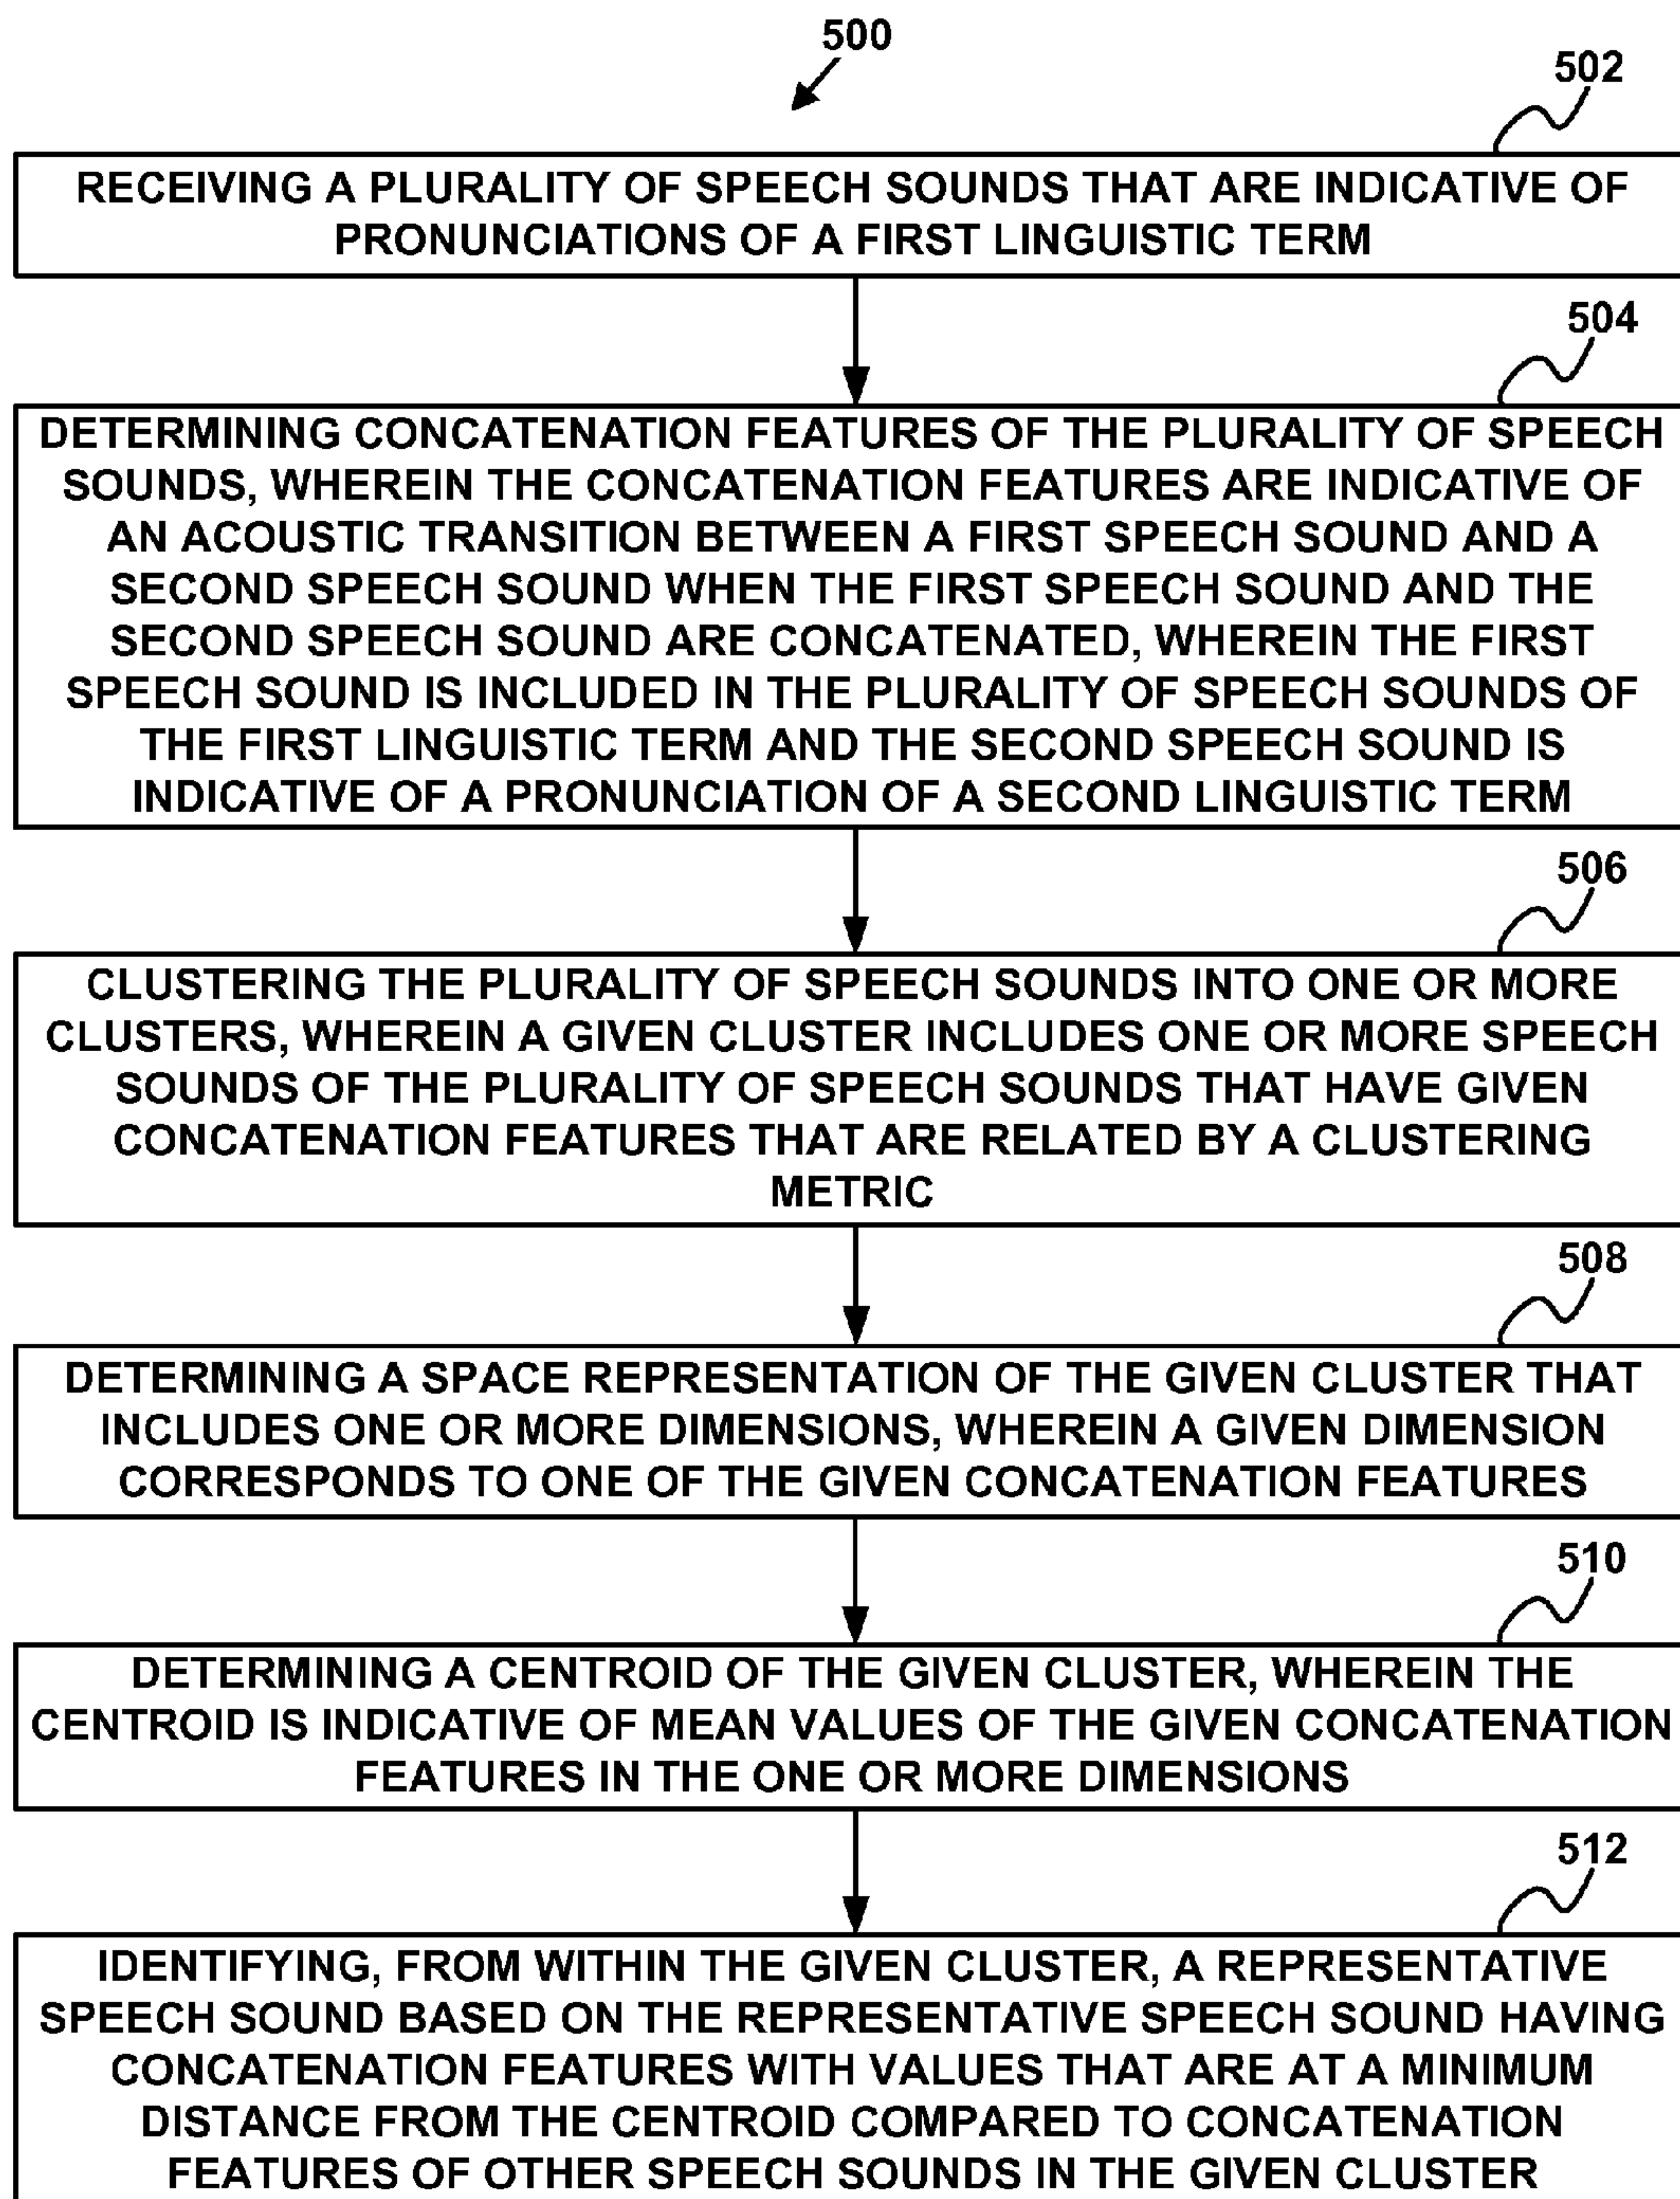 500
502
RECEIVING A PLURALITY OF SPEECH SOUNDS THAT ARE INDICATIVE OF
PRONUNCIATIONS OF A FIRST LINGUISTIC TERM
504
DETERMINING CONCATENATION FEATURES OF THE PLURALITY OF SPEECH
SOUNDS, WHEREIN THE CONCATENATION FEATURES ARE INDICATIVE OF
AN ACOUSTIC TRANSITION BETWEEN A FIRST SPEECH SOUND AND A
SECOND SPEECH SOUND WHEN THE FIRST SPEECH SOUND AND THE
SECOND SPEECH SOUND ARE CONCATENATED, WHEREIN THE FIRST
SPEECH SOUND IS INCLUDED IN THE PLURALITY OF SPEECH SOUNDS OF
THE FIRST LINGUISTIC TERM AND THE SECOND SPEECH SOUND IS
INDICATIVE OF A PRONUNCIATION OF A SECOND LINGUISTIC TERM
506
CLUSTERING THE PLURALITY OF SPEECH SOUNDS INTO ONE OR MORE
CLUSTERS, WHEREIN A GIVEN CLUSTER INCLUDES ONE OR MORE SPEECH
SOUNDS OF THE PLURALITY OF SPEECH SOUNDS THAT HAVE GIVEN
CONCATENATION FEATURES THAT ARE RELATED BY A CLUSTERING
METRIC
508
DETERMINING A SPACE REPRESENTATION OF THE GIVEN CLUSTER THAT
INCLUDES ONE OR MORE DIMENSIONS, WHEREIN A GIVEN DIMENSION
CORRESPONDS TO ONE OF THE GIVEN CONCATENATION FEATURES
510
DETERMINING A CENTROID OF THE GIVEN CLUSTER, WHEREIN THE
CENTROID IS INDICATIVE OF MEAN VALUES OF THE GIVEN CONCATENATION
FEATURES IN THE ONE OR MORE DIMENSIONS
512
IDENTIFYING, FROM WITHIN THE GIVEN CLUSTER, A REPRESENTATIVE
SPEECH SOUND BASED ON THE REPRESENTATIVE SPEECH SOUND HAVING
CONCATENATION FEATURES WITH VALUES THAT ARE AT A MINIMUM
DISTANCE FROM THE CENTROID COMPARED TO CONCATENATION
FEATURES OF OTHER SPEECH SOUNDS IN THE GIVEN CLUSTER